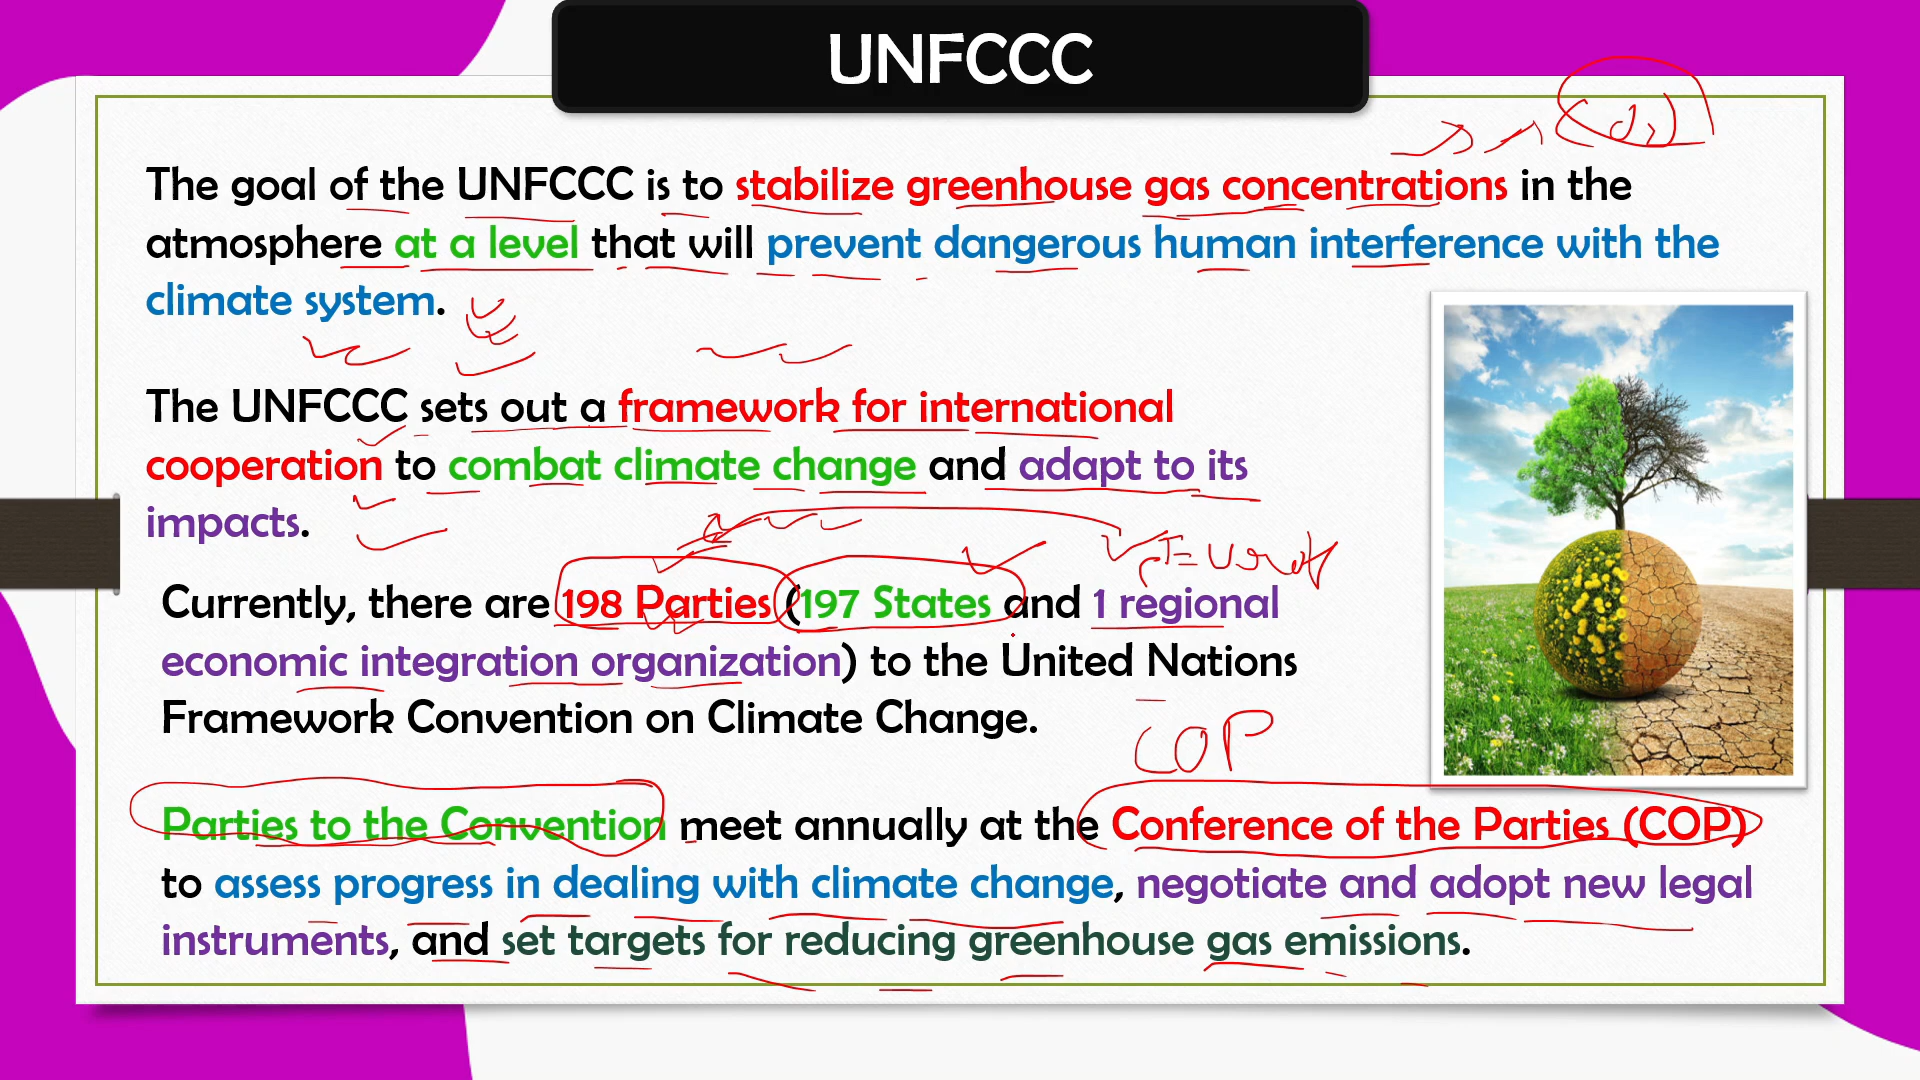 UNFCCC
The goal of the UNFCCC is to stabilize greenhouse gas concentrations in the
atmosphere at a level that will prevent dangerous human interference with the
climate system.
The UNFCCC sets out a framework for international
cooperation to combat climate change and adapt to its
impacts.
Currently, there are 198 Parties (197 States and 1 regional
economic integration organization) to the United Nations
Framework Convention on Climate Change.
COP
Parties to the Convention meet annually at the Conference of the Parties (COP)
to assess progress in dealing with climate change, negotiate and adopt new legal
instruments, and set targets for reducing greenhouse gas emissions.